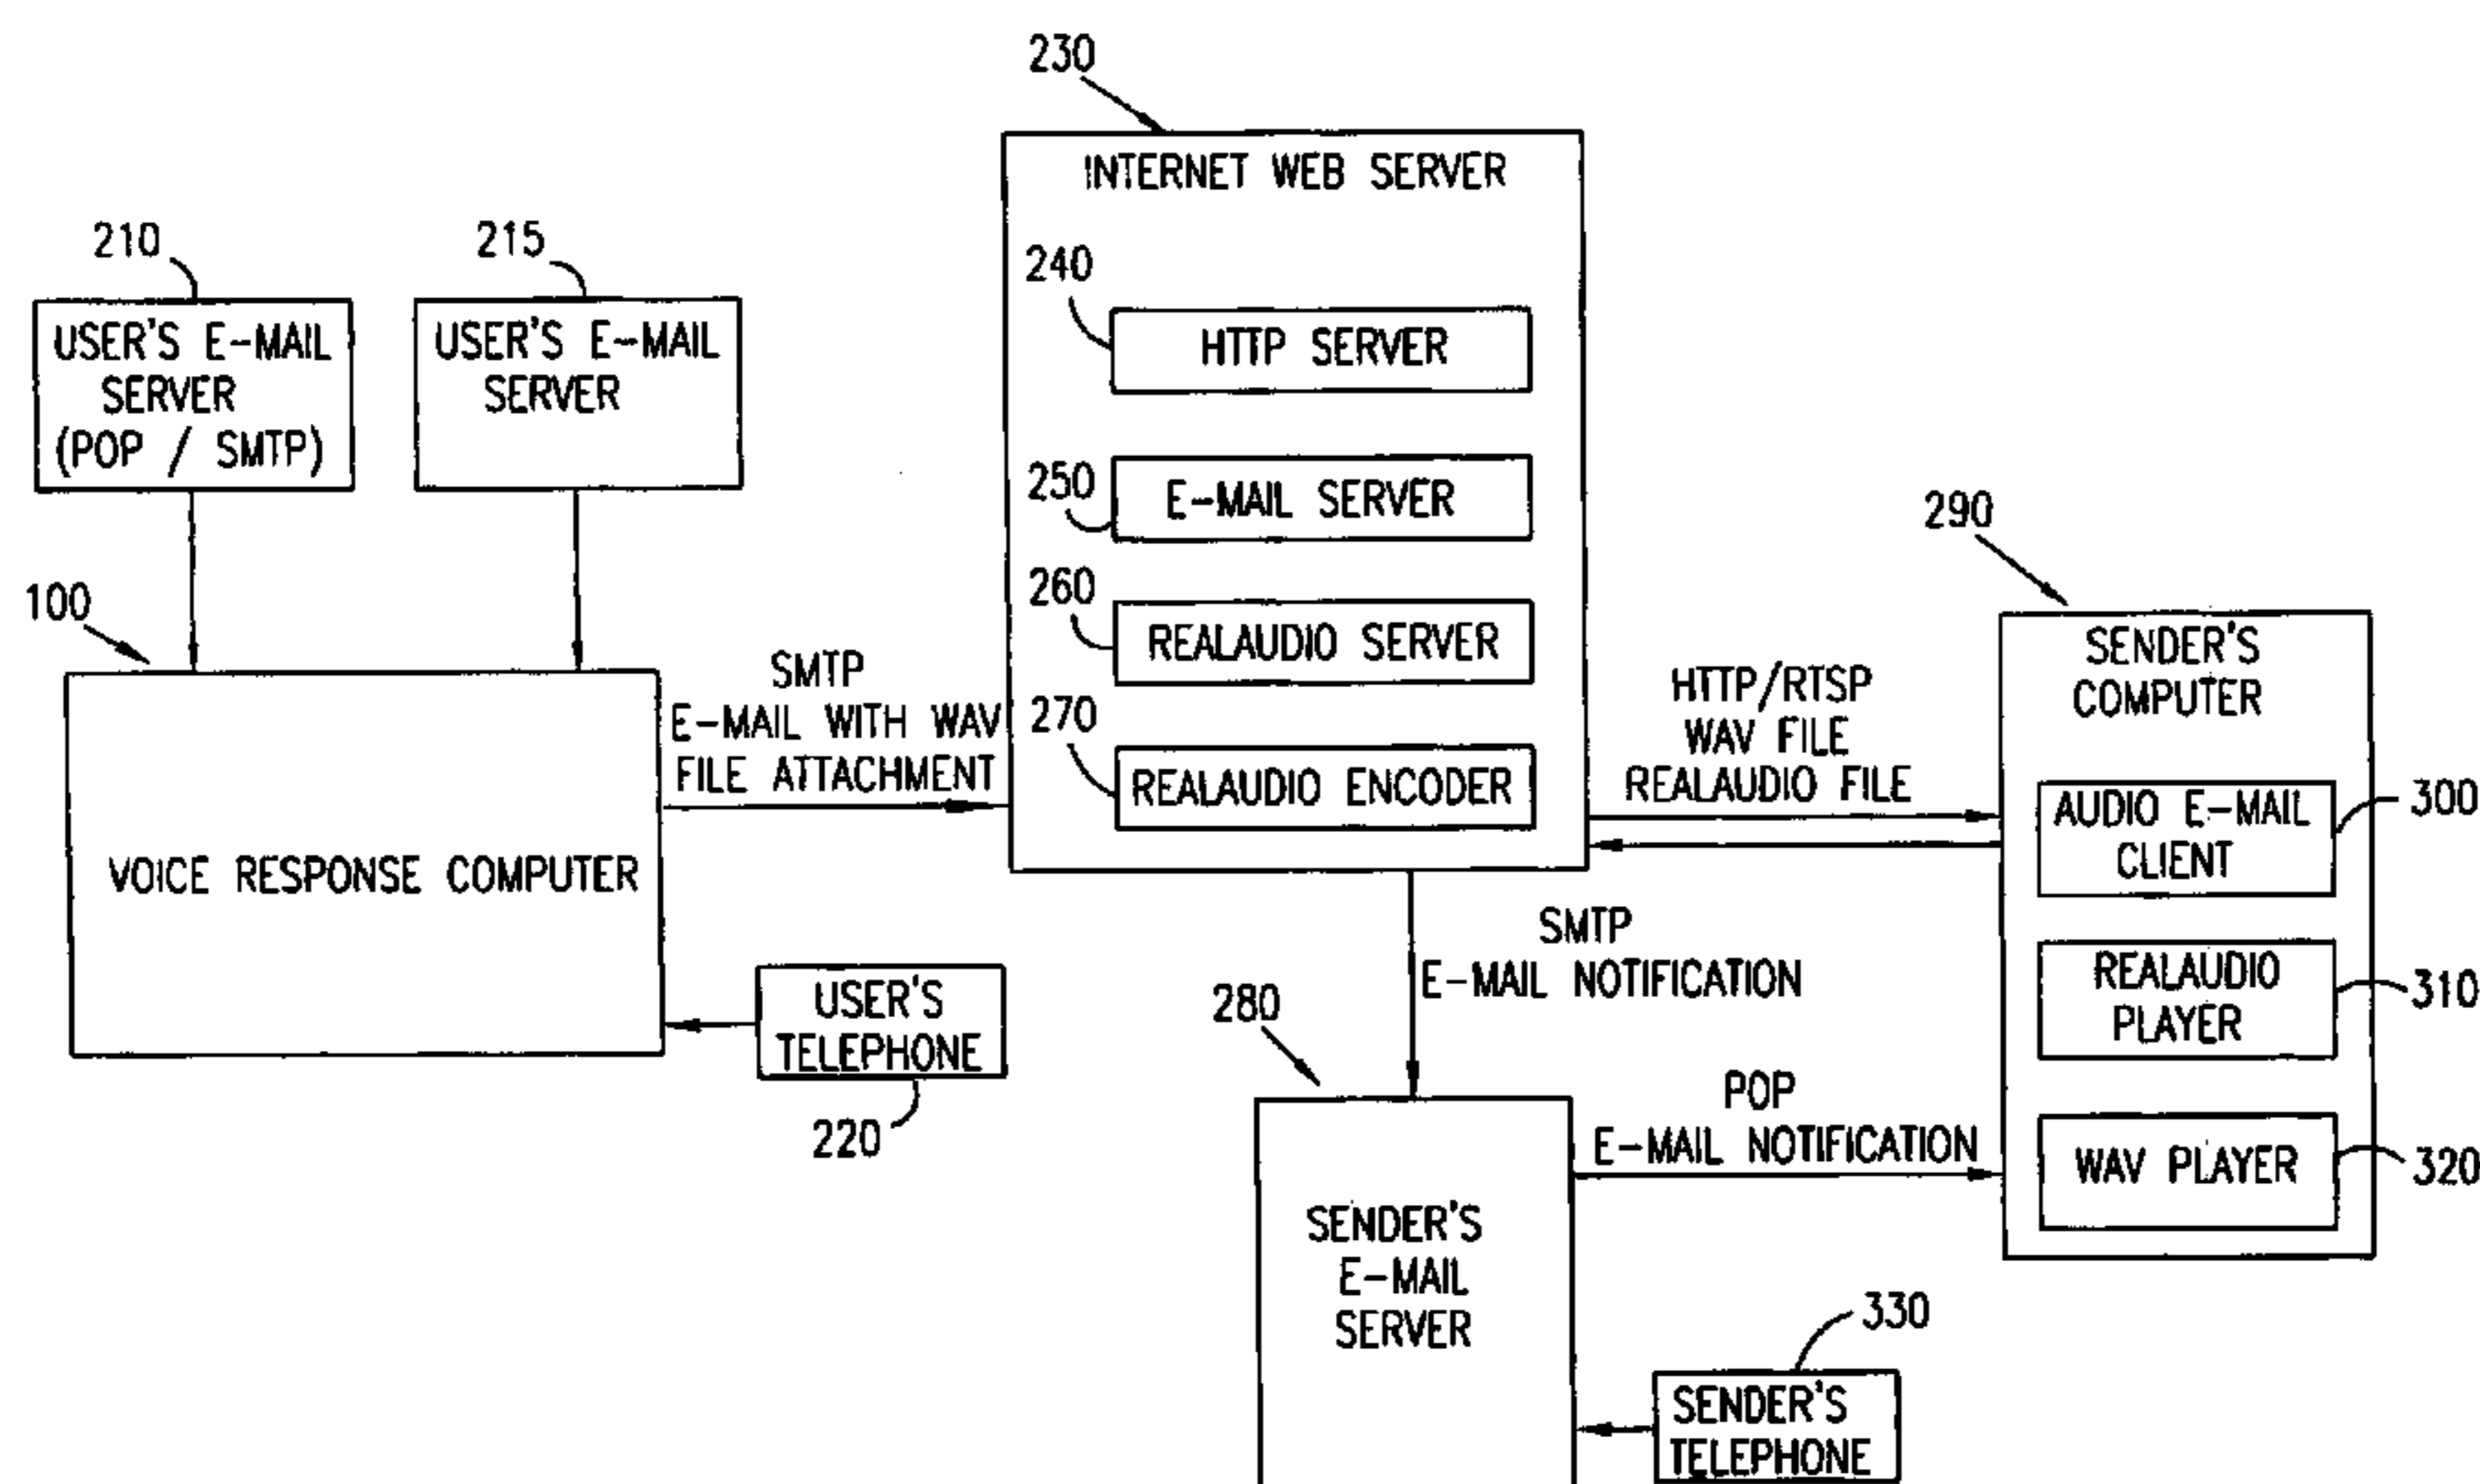 230
INTERNET WEB SERVER
210
215
240
USER'S E-MAIL
SERVER
(POP / SMTP)
USER'S E-MAIL
SERVER
HTTP SERVER
250
E-MAIL SERVER
290
100
260
REALAUDIO SERVER
SENDER'S
COMPUTER
SMTP
E-MAIL WITH WAV
FILE ATTACHMENT
270
REALAUDIO ENCODER
HTTP/RTSP
WAV FILE
REALAUDIO FILE
AUDIO E-MAIL
CLIENT
300
VOICE RESPONSE COMPUTER
SMTP
E-MAIL NOTIFICATION
REALAUDIO
PLAYER
310
USER'S
TELEPHONE
220
280
POP
E-MAIL NOTIFICATION
WAV PLAYER
320
SENDER'S
E-MAIL
SERVER
330
SENDER'S
TELEPHONE